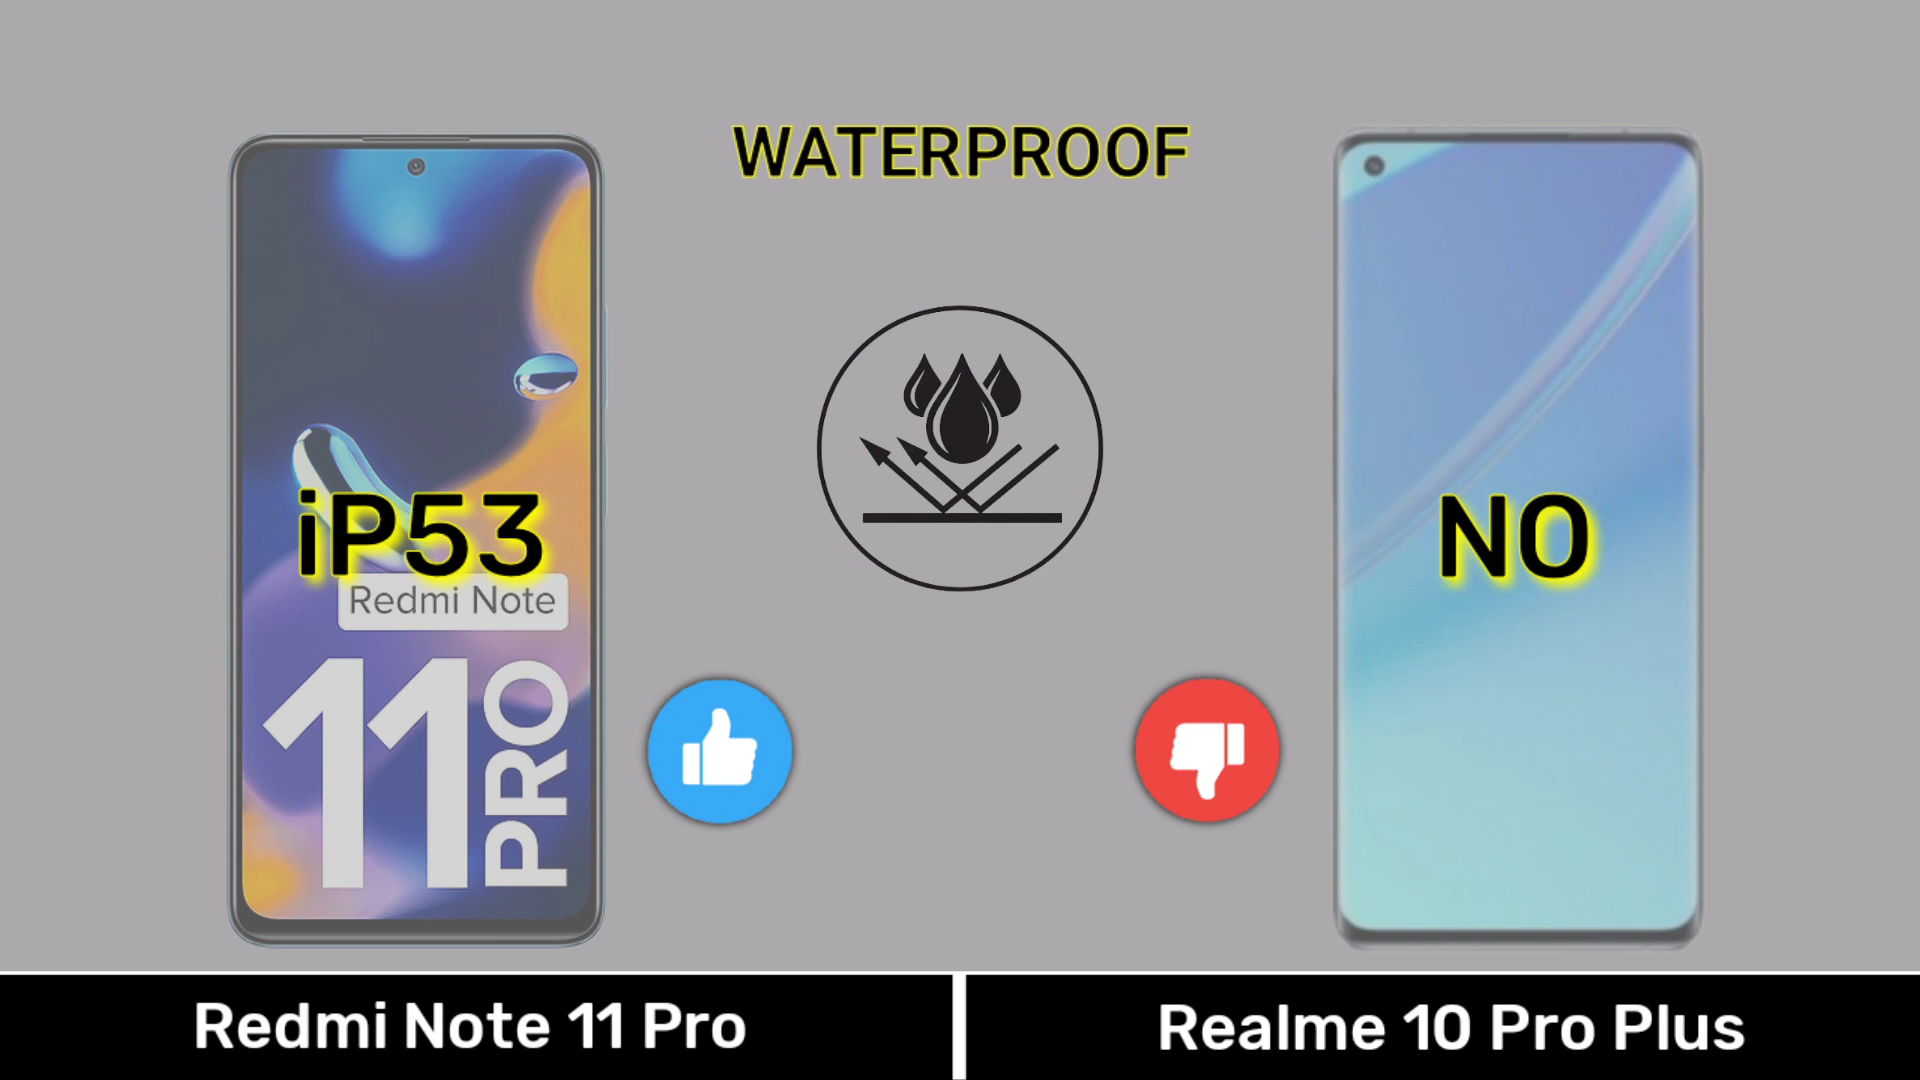 WATERPROOF
iP53
Redmi Note
11 PRO
NO
Redmi Note 11 Pro
Realme 10 Pro Plus